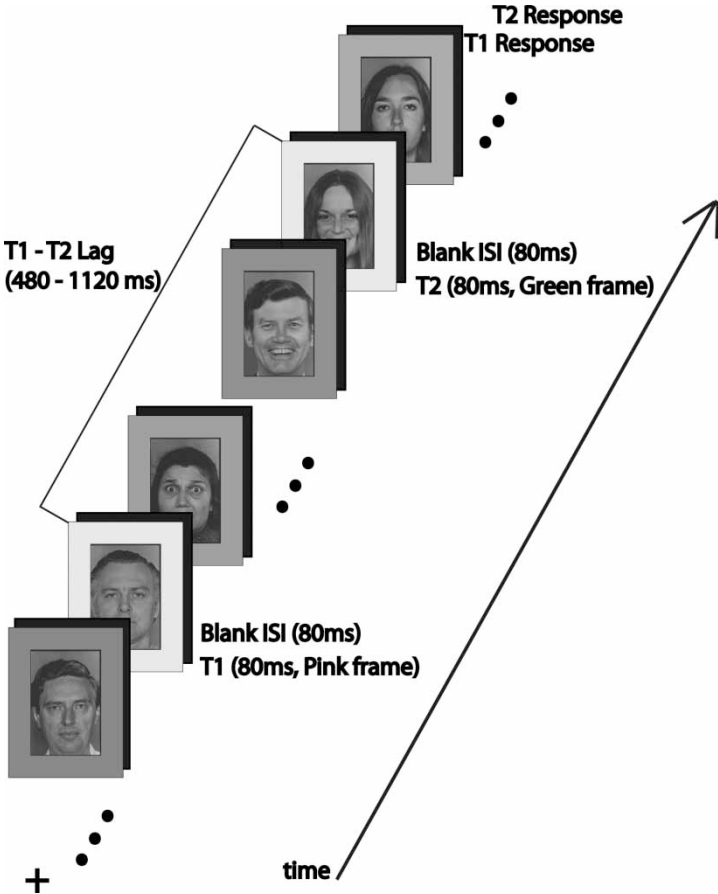 T2 Response
T1 Response
T1 - T2 Lag
(480 - 1120 ms)
Blank ISI (80ms)
T2 (80ms, Green frame)
Blank ISI (80ms)
T1 (80ms, Pink frame)
time